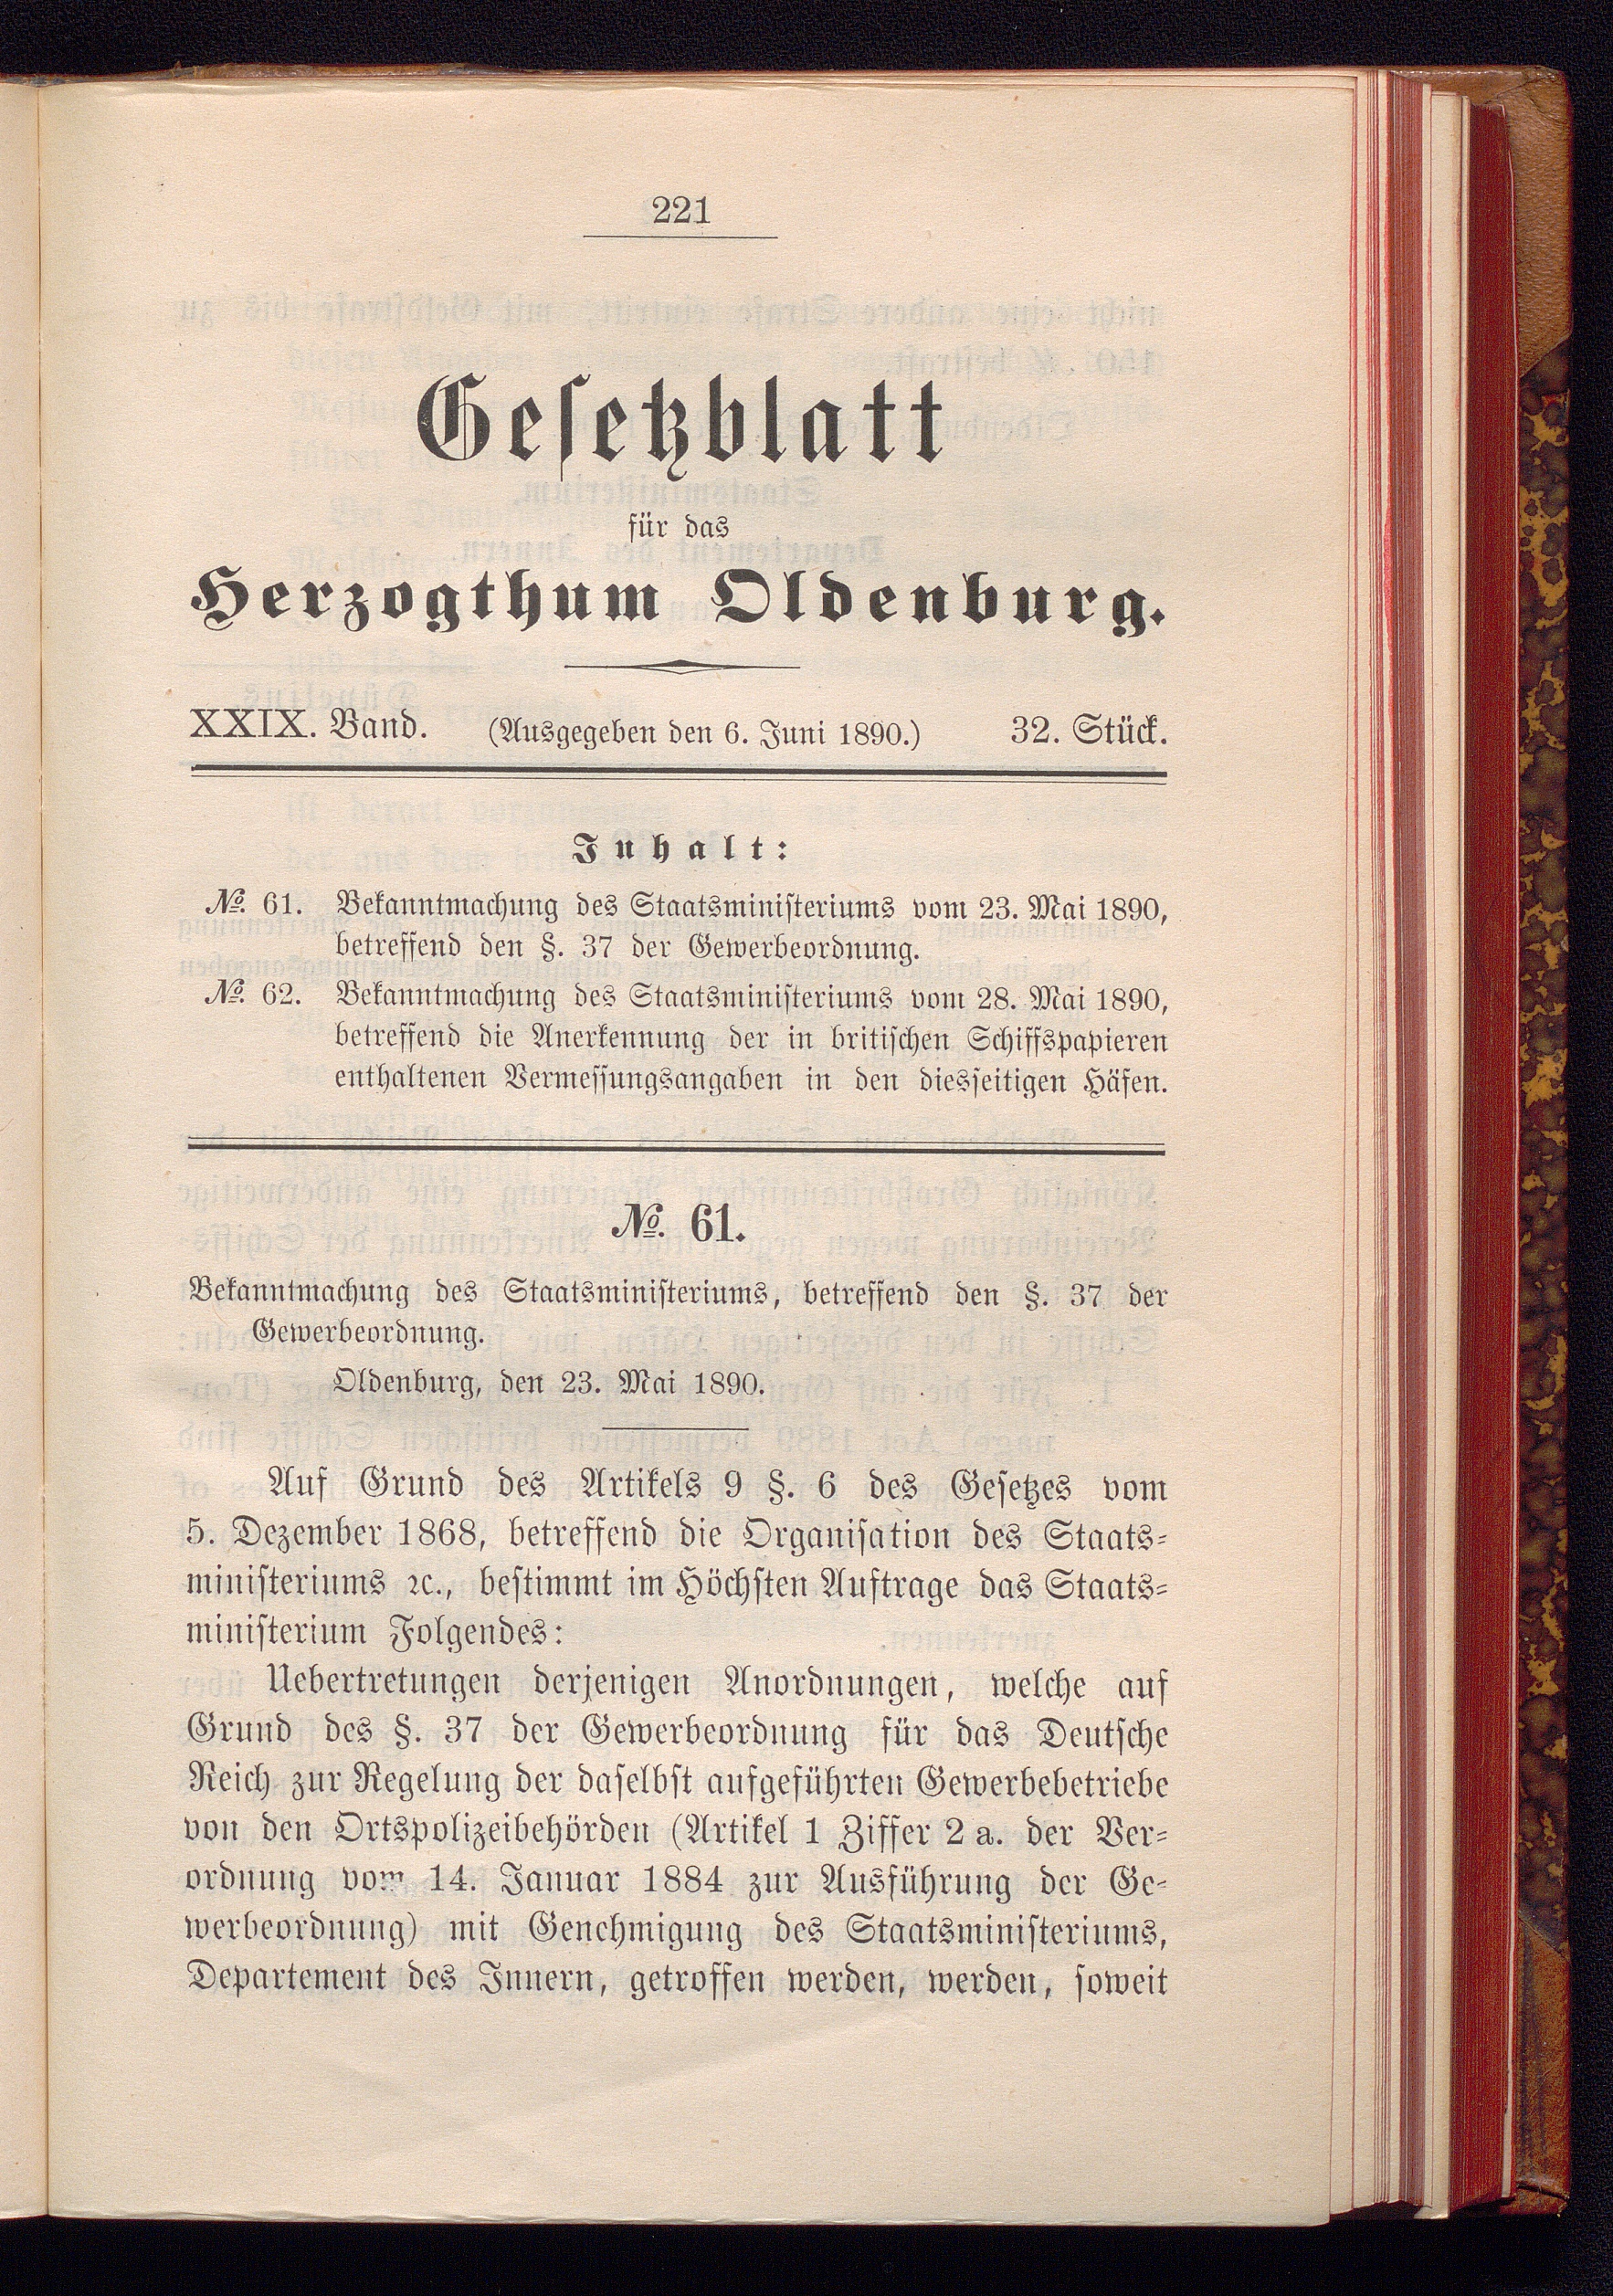 221
Gesetzblatt
für das
Herzogthum Oldenburg.
XXIX. Band. (Ausgegeben den 6. Juni 1890.) 32. Stück.
Inhalt:
№. 61. Bekanntmachung des Staatsministeriums vom 23. Mai 1890,
betreffend den §. 37 der Gewerbeordnung.
№. 62. Bekanntmachung des Staatsministeriums vom 28. Mai 1890,
betreffend die Anerkennung der in britischen Schiffspapieren
enthaltenen Vermessungsangaben in den diesseitigen Häfen.
№. 61.
Bekanntmachung des Staatsministeriums, betreffend den §. 37 der
Gewerbeordnung.
Oldenburg, den 23. Mai 1890.
Auf Grund des Artikels 9 §. 6 des Gesetzes vom
5. Dezember 1868, betreffend die Organisation des Staats-
ministeriums ꝛc., bestimmt im Höchsten Auftrage das Staats-
ministerium Folgendes:
Uebertretungen derjenigen Anordnungen, welche auf
Grund des §. 37 der Gewerbeordnung für das Deutsche
Reich zur Regelung der daselbst aufgeführten Gewerbebetriebe
von den Ortspolizeibehörden (Artikel 1 Ziffer 2 a. der Ver-
ordnung vom 14. Januar 1884 zur Ausführung der Ge-
werbeordnung) mit Genehmigung des Staatsministeriums,
Departement des Innern, getroffen werden, werden, soweit